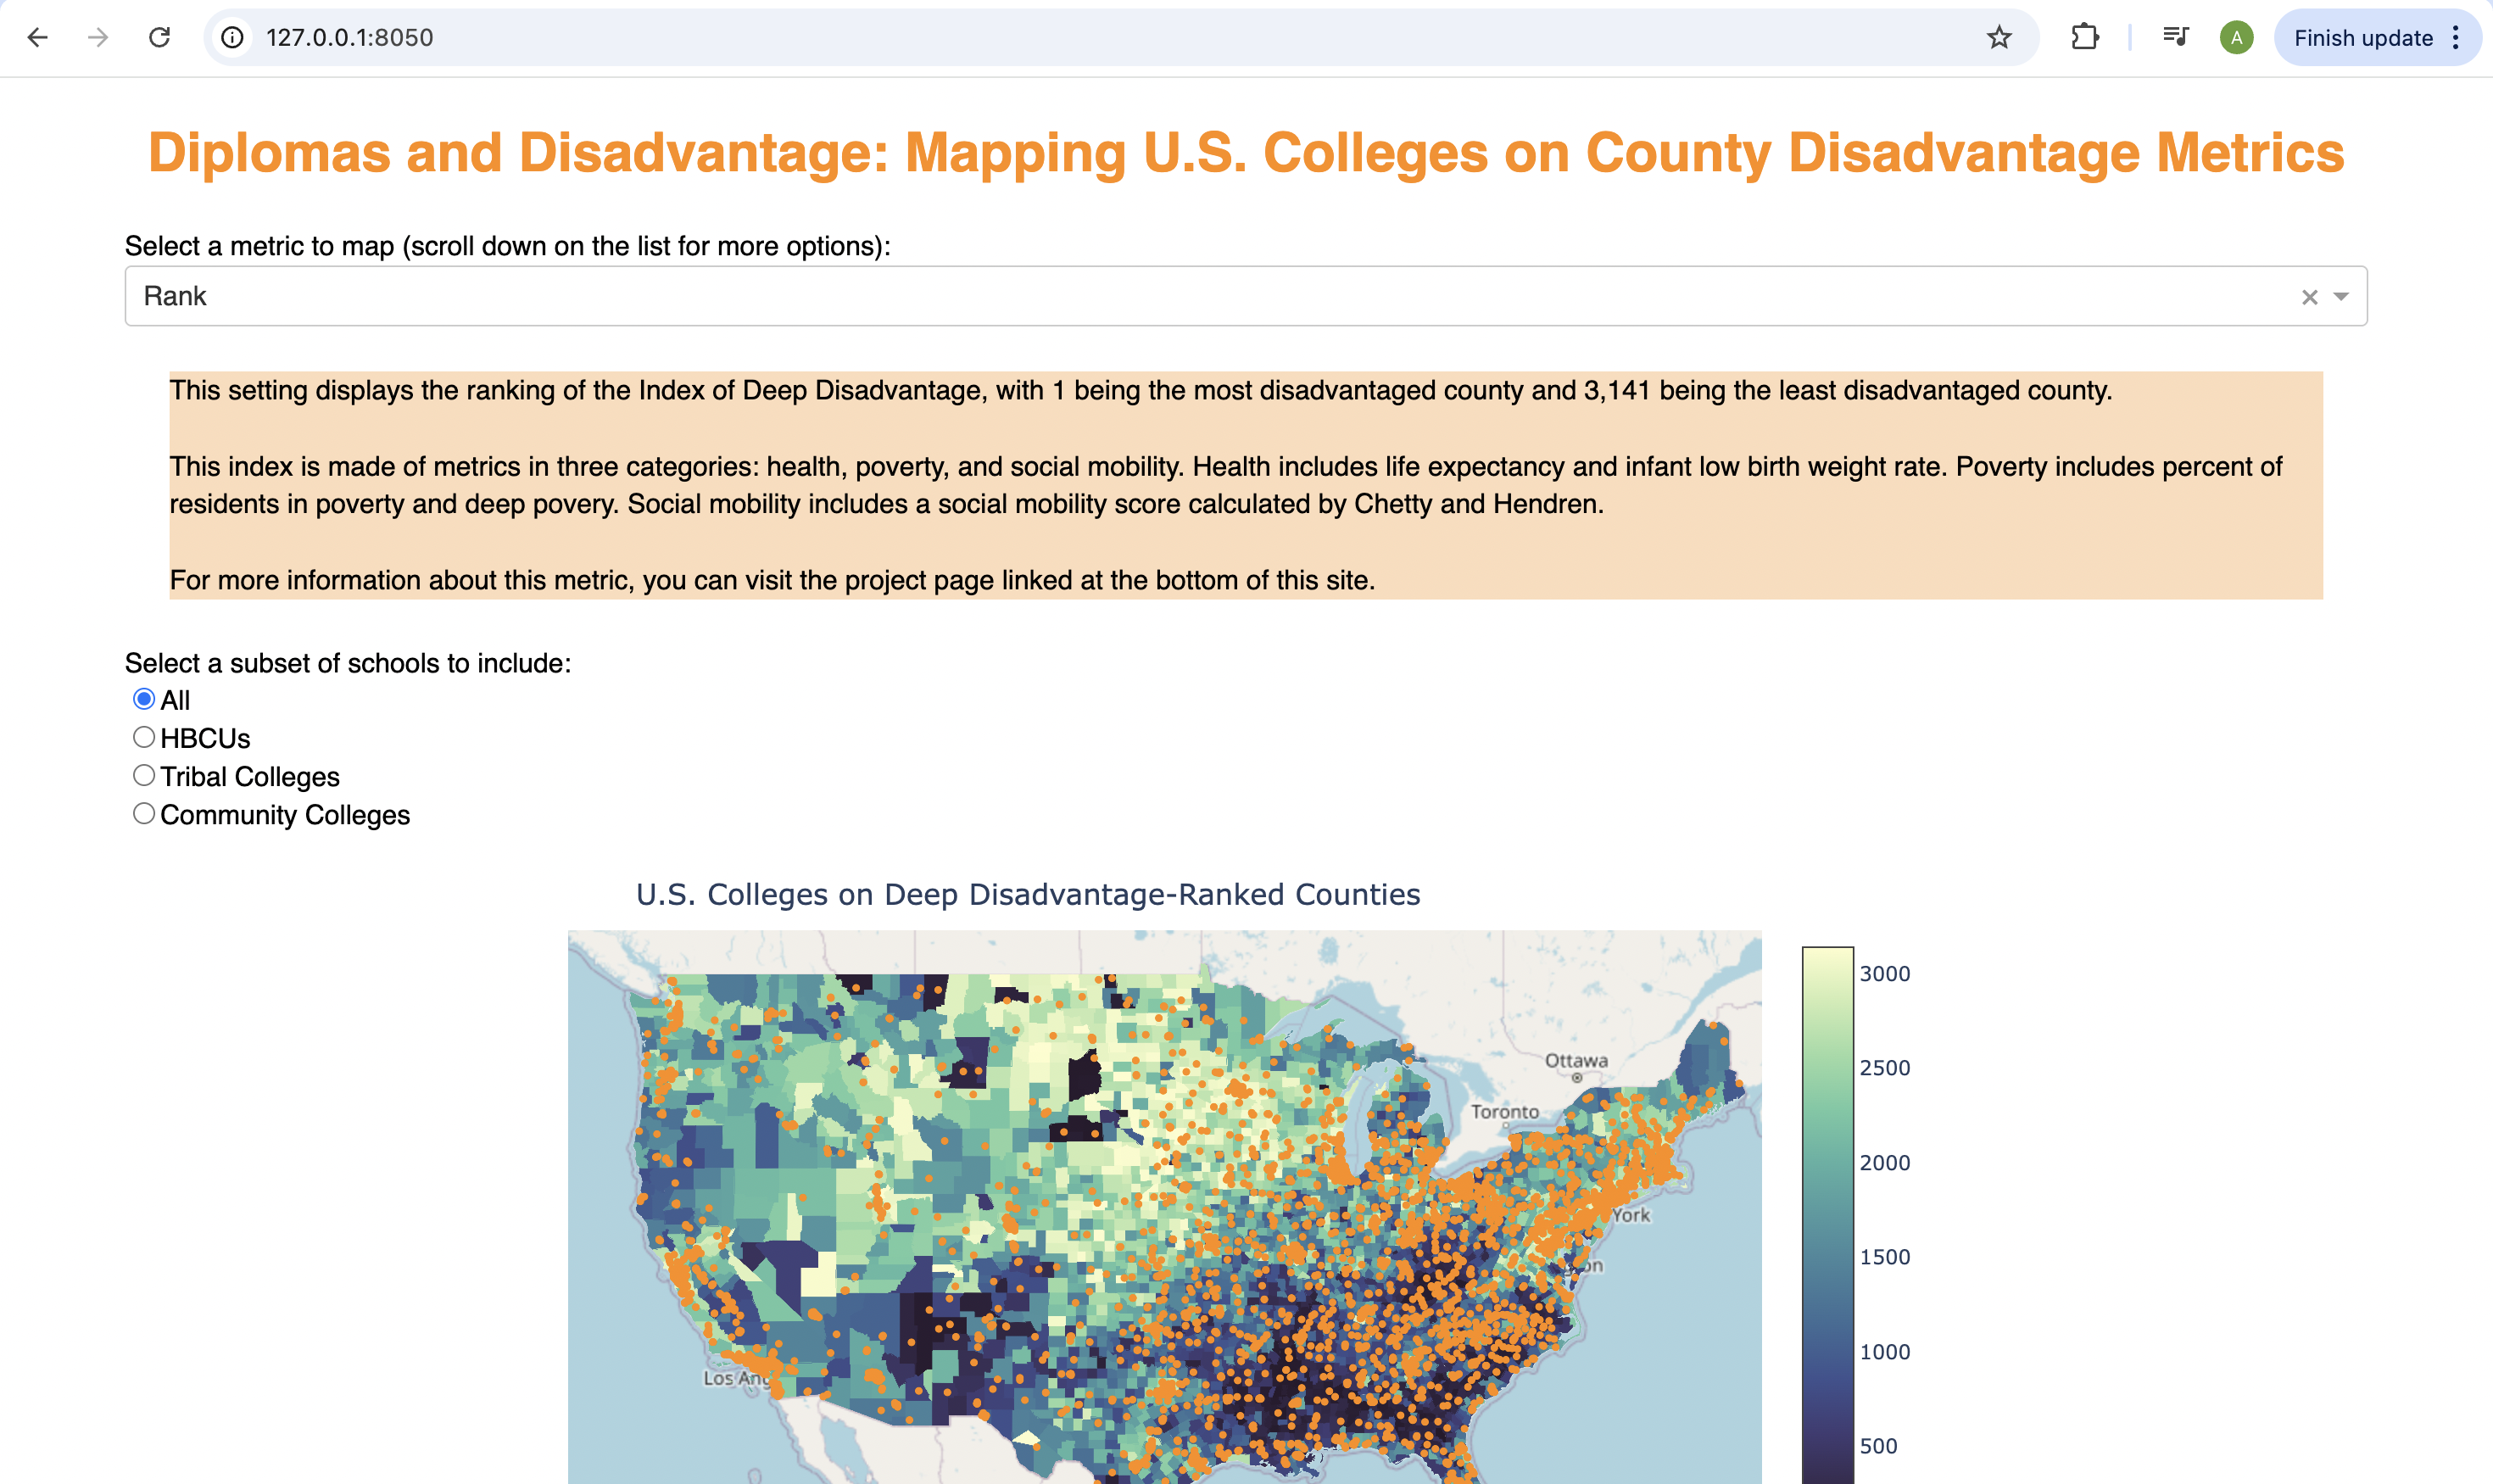 127.0.0.1:8050
A
Finish update
Diplomas and Disadvantage: Mapping U.S. Colleges on County Disadvantage Metrics
Select a metric to map (scroll down on the list for more options):
Rank
This setting displays the ranking of the Index of Deep Disadvantage, with 1 being the most disadvantaged county and 3,141 being the least disadvantaged county.
This index is made of metrics in three categories: health, poverty, and social mobility. Health includes life expectancy and infant low birth weight rate. Poverty includes percent of
residents in poverty and deep povery. Social mobility includes a social mobility score calculated by Chetty and Hendren.
For more information about this metric, you can visit the project page linked at the bottom of this site.
Select a subset of schools to include:
All
HBCUs
Tribal Colleges
Community Colleges
U.S. Colleges on Deep Disadvantage-Ranked Counties
3000
2500
Ottawa
Toronto
2000
York
1500
1000
Los Ang
500